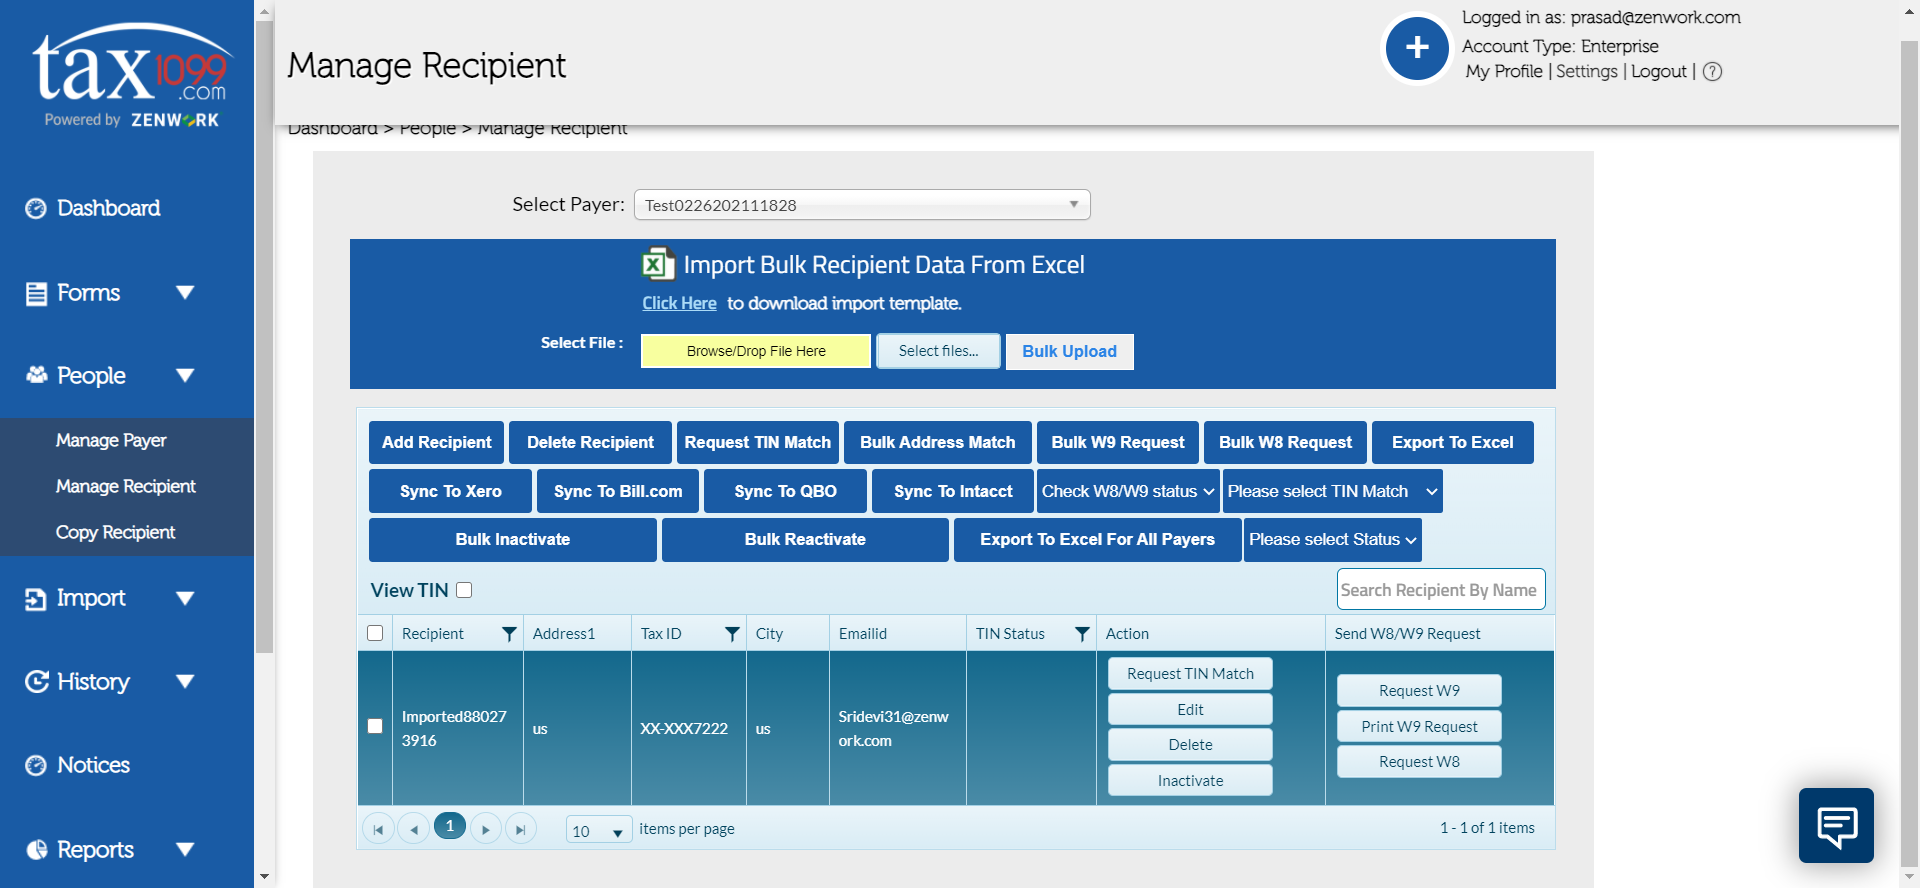 tax1099
.com
Powered by ZENWORK
Dashboard
Forms
People
Manage Payer
Manage Recipient
Copy Recipient
Import
History
Notices
Reports
Manage Recipient
Logged in as: prasad@zenwork.com
Account Type: Enterprise
My Profile | Settings | Logout | ?
Dashboard > People > Manage Recipient
Select Payer: Test0226202111828
Import Bulk Recipient Data From Excel
Click Here to download import template.
Select File : Browse/Drop File Here Select files... Bulk Upload
Add Recipient Delete Recipient Request TIN Match Bulk Address Match Bulk W9 Request Bulk W8 Request Export To Excel
Sync To Xero Sync To Bill.com Sync To QBO Sync To Intacct Check W8/W9 status Please select TIN Match
Bulk Inactivate Bulk Reactivate Export To Excel For All Payers Please select Status
View TIN Search Recipient By Name
Recipient Address1 Tax ID City Emailid TIN Status Action Send W8/W9 Request
Imported88027
3916
us
XX-XXX7222
us
Sridevi31@zenw
ork.com
Request TIN Match
Edit
Delete
Inactivate
Request W9
Print W9 Request
Request W8
1 10 items per page 1 - 1 of 1 items